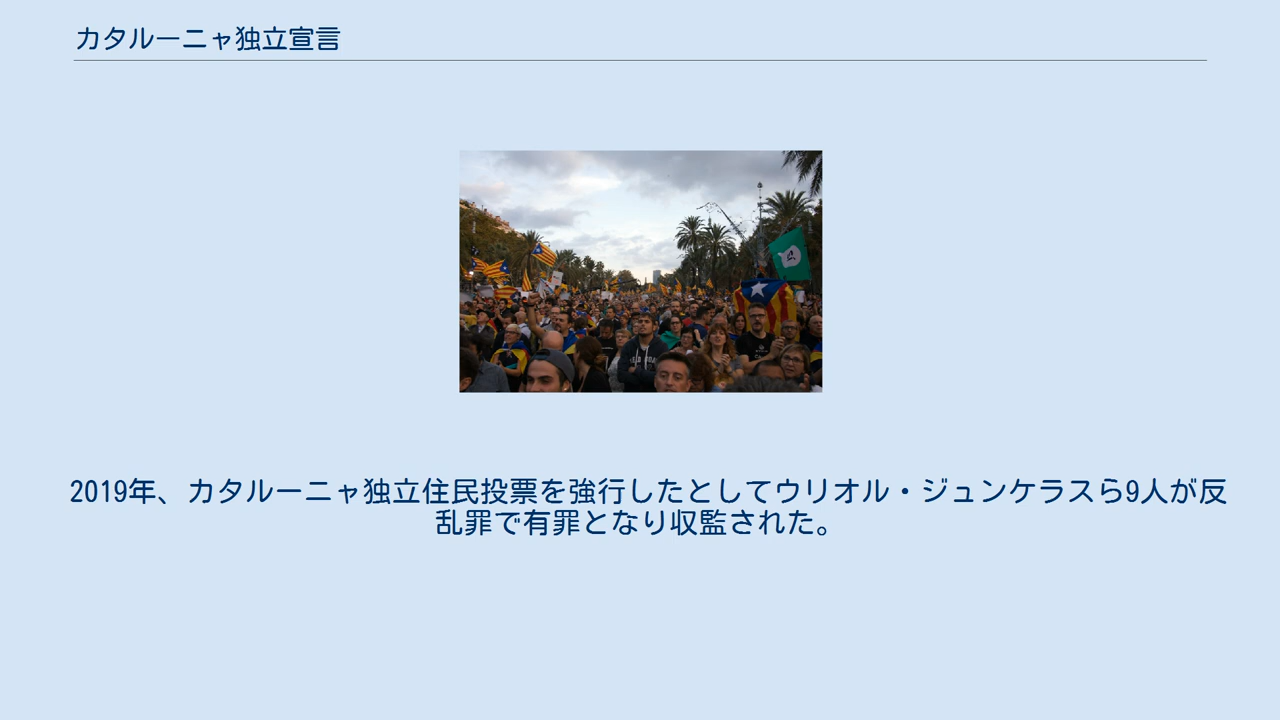 カタルーニャ独立宣言
2019年、カタルーニャ独立住民投票を強行したとしてウリオル・ジュンケラスら9人が反
乱罪で有罪となり収監された。